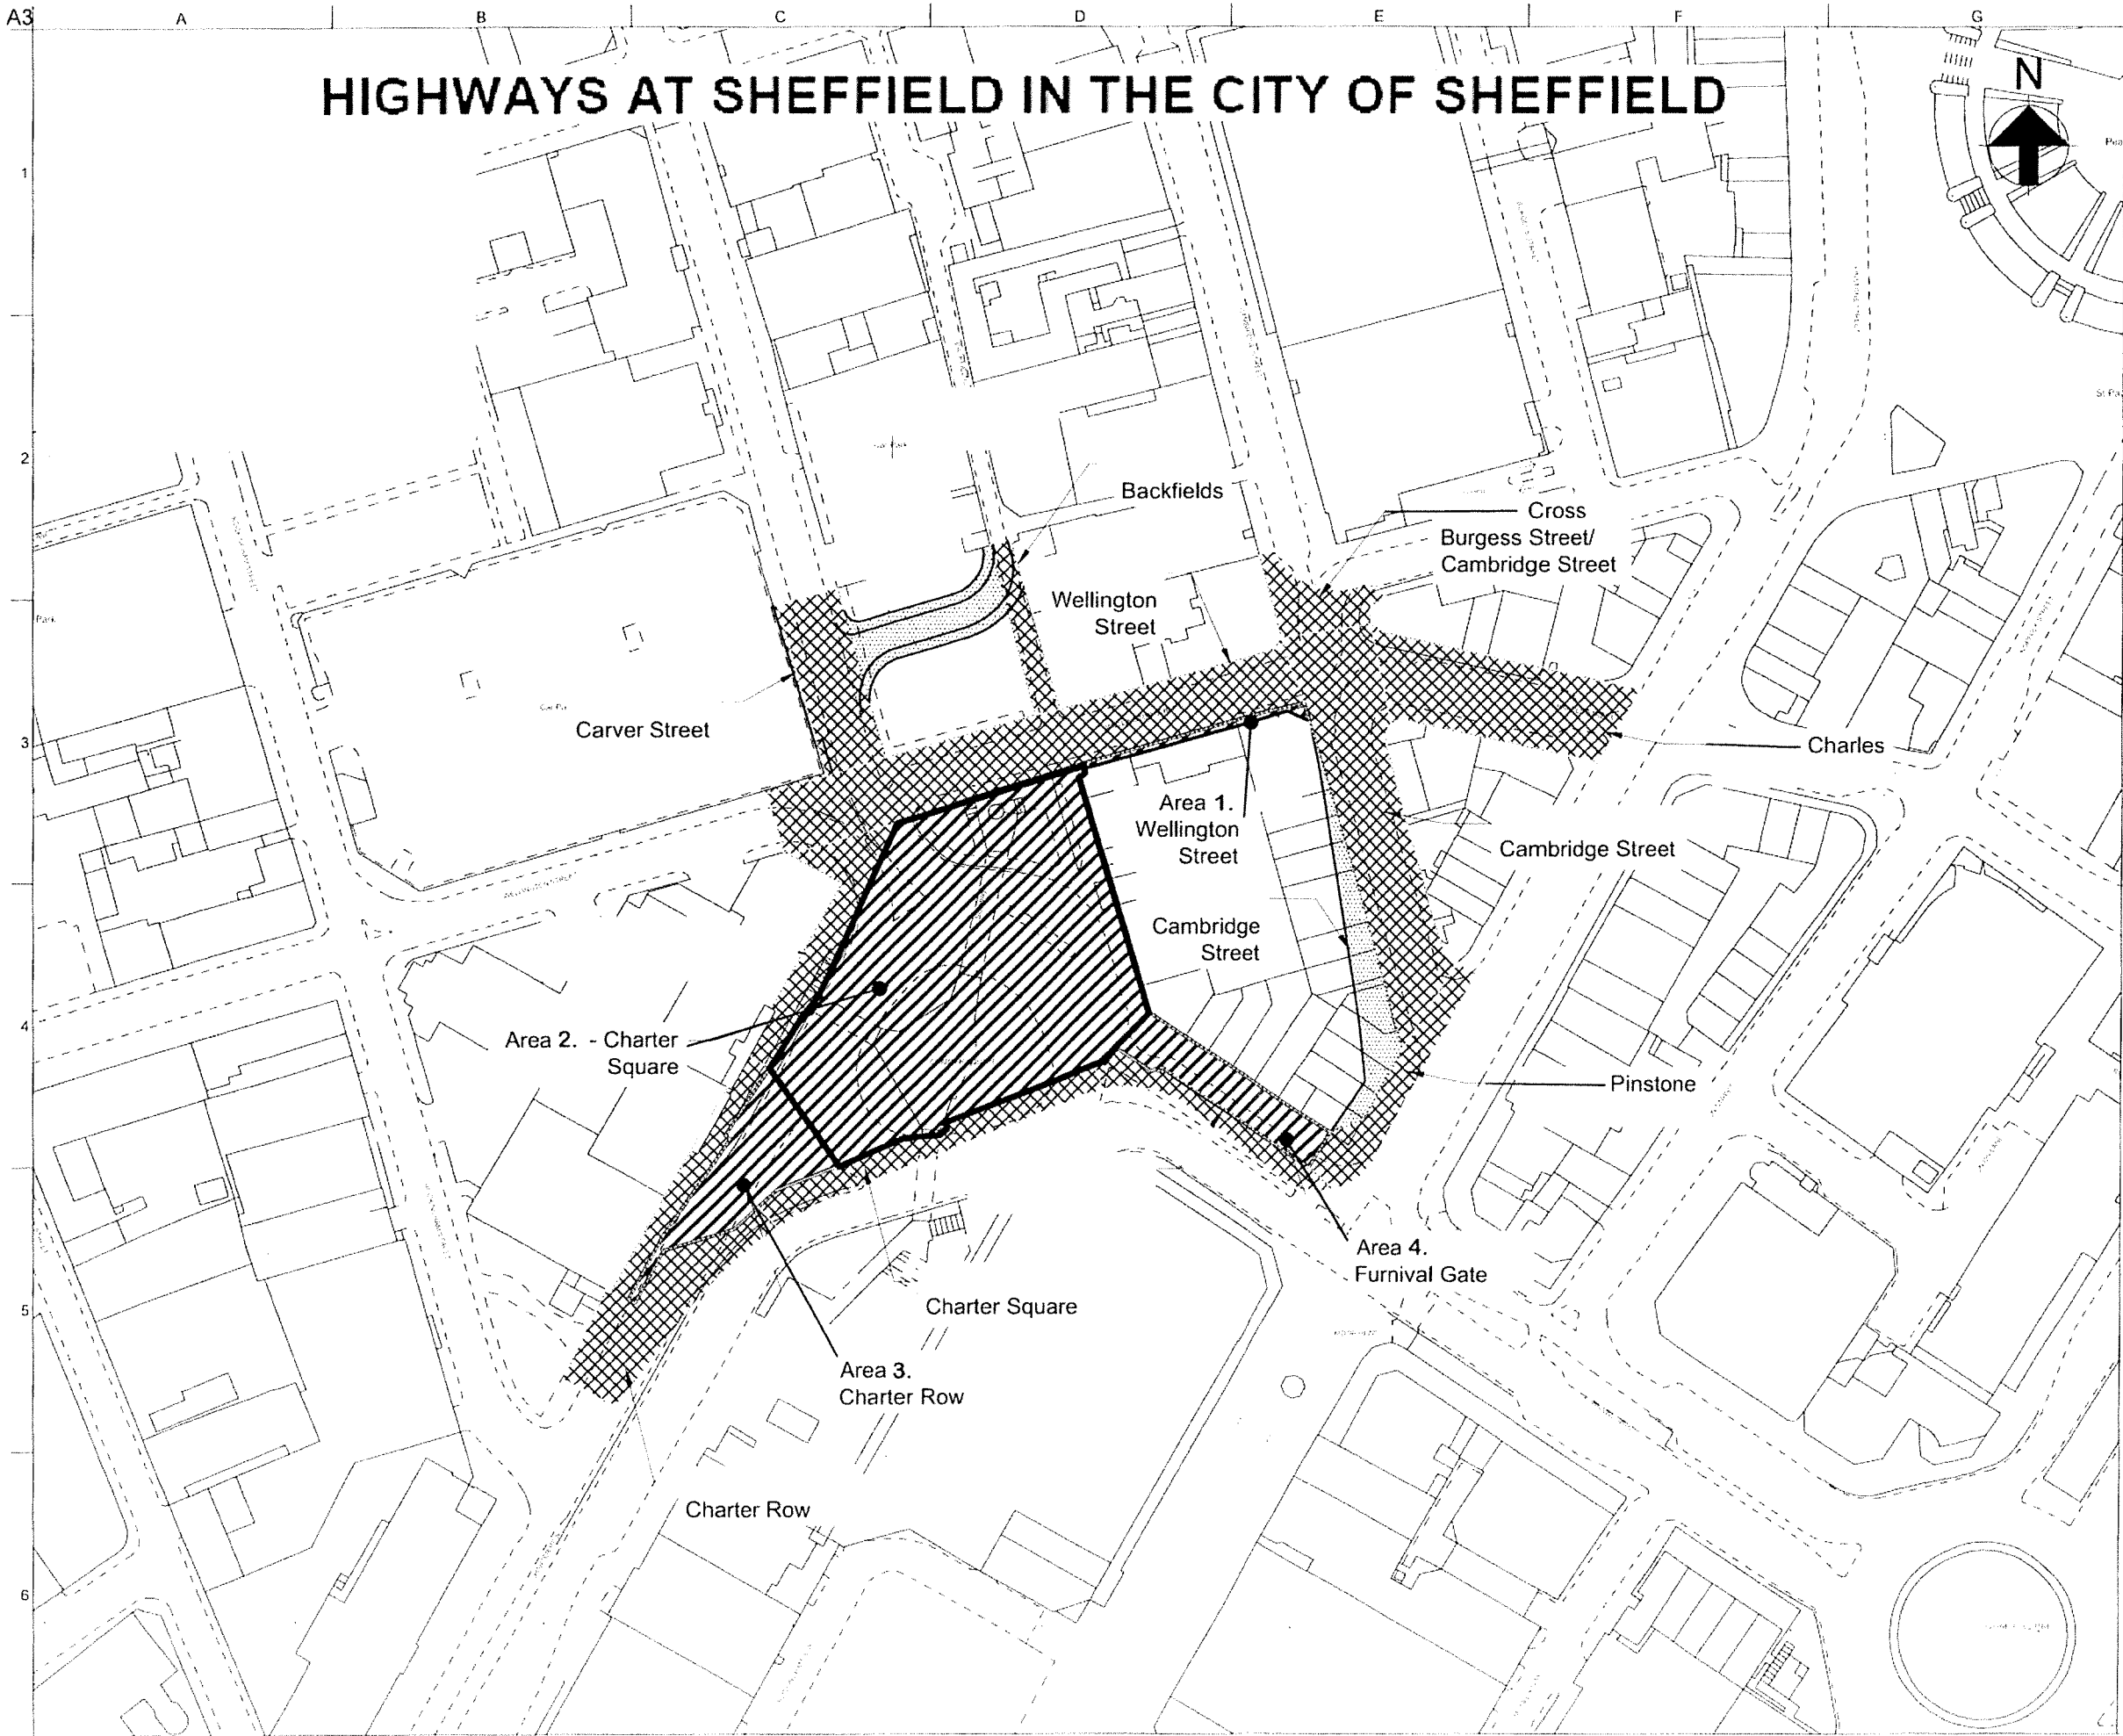 A3
A B C D E F G
HIGHWAYS AT SHEFFIELD IN THE CITY OF SHEFFIELD
N
1
2
Backfields
Cross
Burgess Street/
Cambridge Street
Wellington
Street
Park
Carver Street
3
Charles
Area 1.
Wellington
Street
Cambridge Street
Cambridge
Street
4
Area 2. - Charter
Square
Pinstone
Area 4.
Furnival Gate
5
Charter Square
Area 3.
Charter Row
Charter Row
6